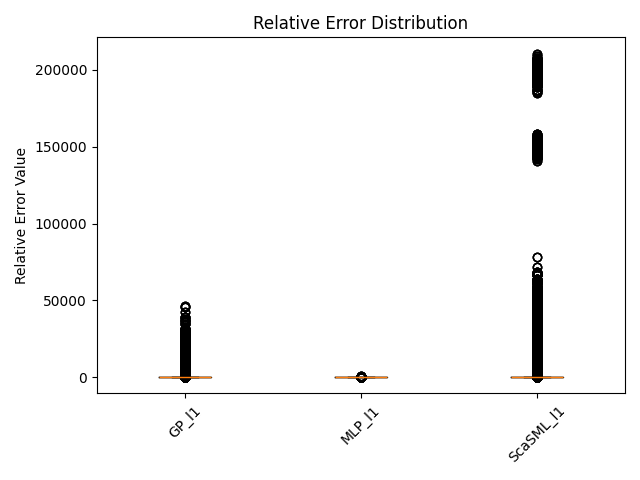 Relative Error Distribution
Relative Error Value
200000
150000
100000
50000
0
GP_l1
MLP_l1
ScaSML_l1